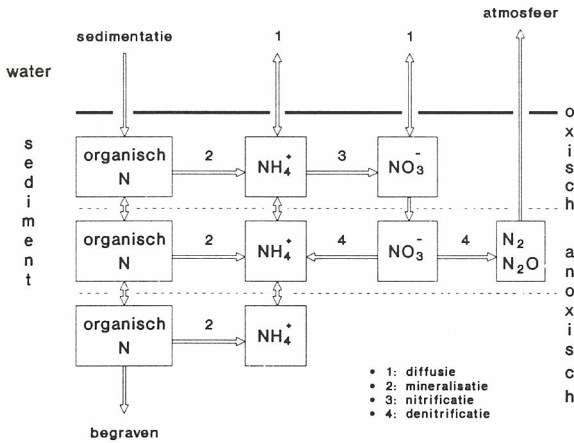 atmosfeer
sedimentatie 1 1
water
sediment
oxisch
anoxisch
organisch N
2
NH₄⁺
3
NO₃⁻
organisch N
2
NH₄⁺
4
NO₃⁻
4
N₂
N₂O
organisch N
2
NH₄⁺
• 1: diffusie
• 2: mineralisatie
• 3: nitrificatie
• 4: denitrificatie
begraven